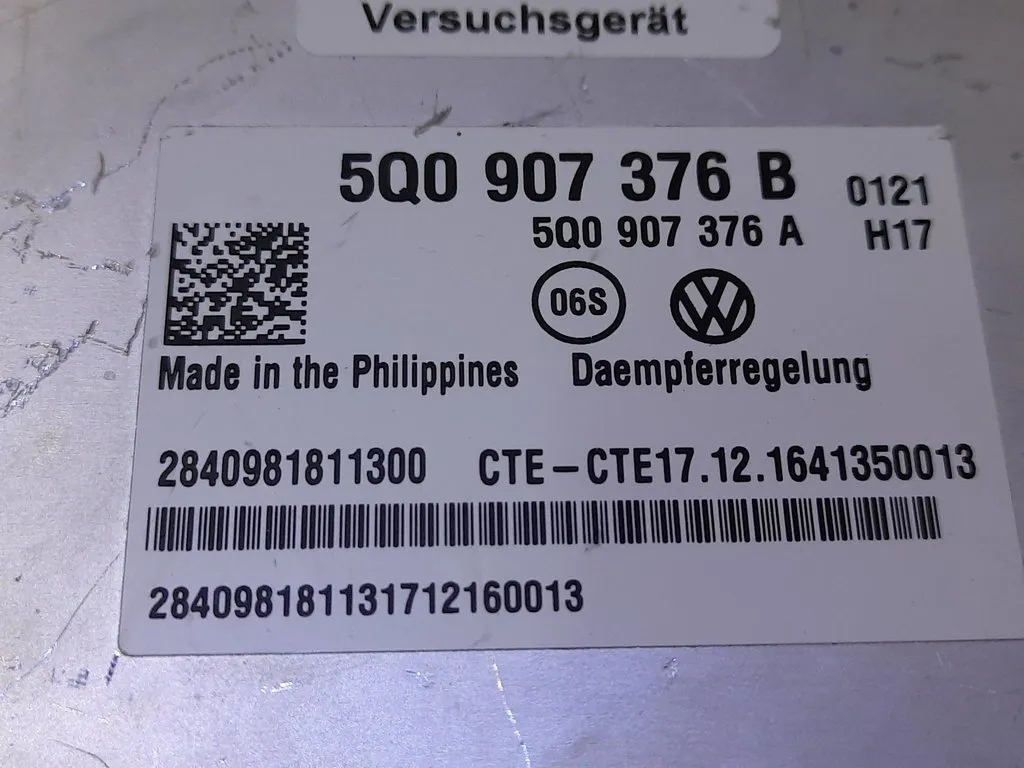 Versuchsgerät
5Q0 907 376 B 0121
5Q0 907 376 A H17
06S
Made in the Philippines Daempferregelung
2840981811300 CTE-CTE17.12.1641350013
284098181131712160013